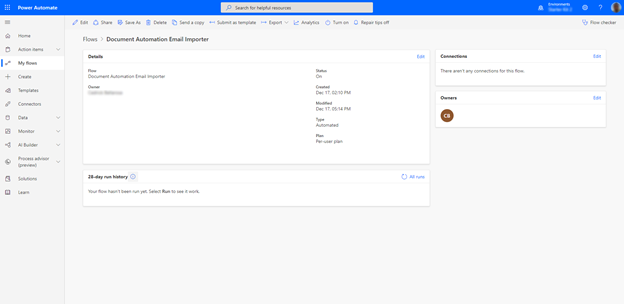 Power Automate
Search for helpful resources
Environments
Edit Share Save As Delete Send a copy Submit as template Export Analytics Turn on Repair tips off Flow checker
Home
Action items
My flows
Create
Templates
Connectors
Data
Monitor
AI Builder
Process advisor
(preview)
Solutions
Learn
Flows > Document Automation Email Importer
Details Edit
Flow
Document Automation Email Importer
Owner
Status
On
Created
Dec 17, 02:10 PM
Modified
Dec 17, 05:14 PM
Type
Automated
Plan
Per-user plan
28-day run history All runs
Your flow hasn't been run yet. Select Run to see it work.
Connections Edit
There aren't any connections for this flow.
Owners Edit
CB